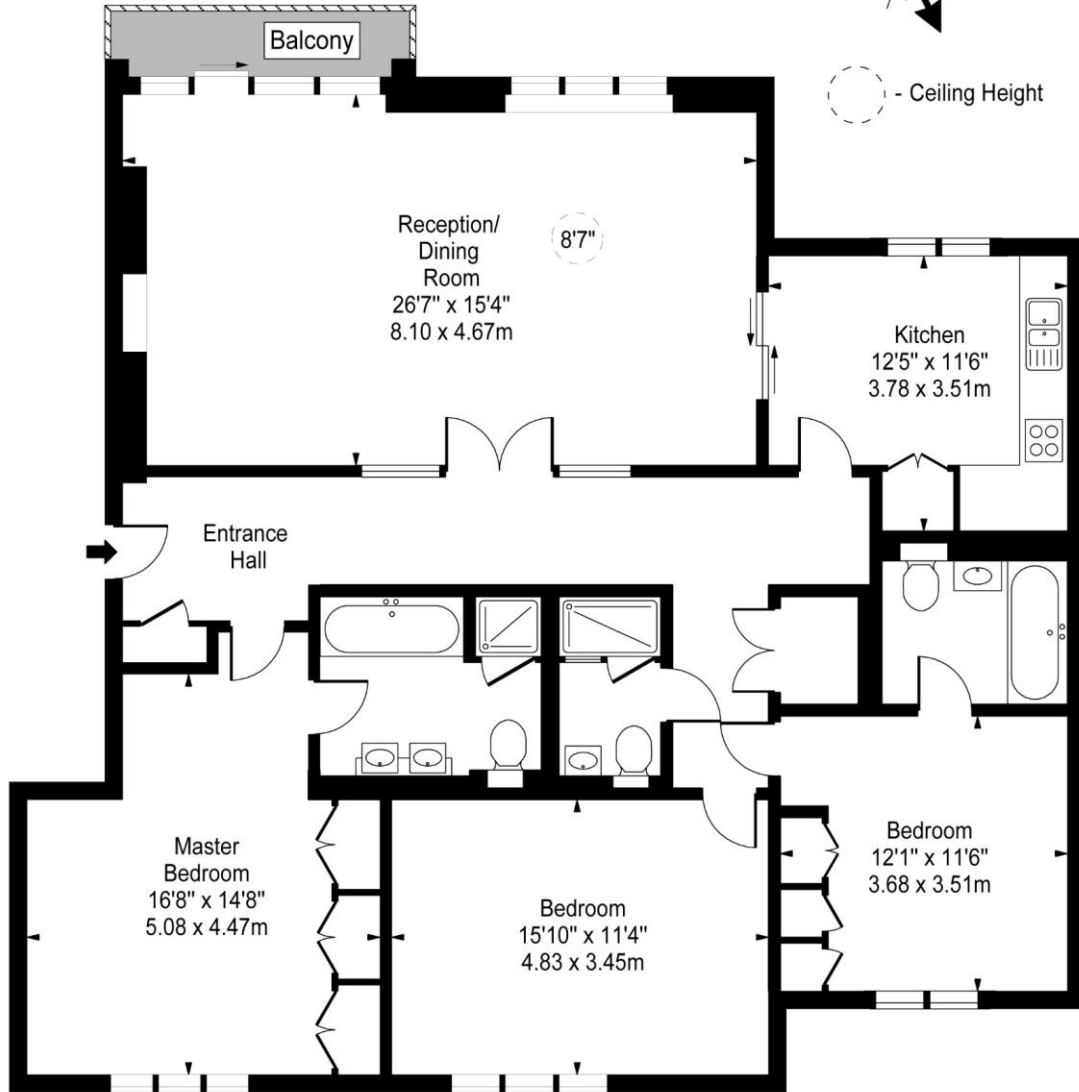 Balcony
- Ceiling Height
Reception/
Dining
Room
26'7" x 15'4"
8.10 x 4.67m
8'7"
Kitchen
12'5" x 11'6"
3.78 x 3.51m
Entrance
Hall
Master
Bedroom
16'8" x 14'8"
5.08 x 4.47m
Bedroom
15'10" x 11'4"
4.83 x 3.45m
Bedroom
12'1" x 11'6"
3.68 x 3.51m